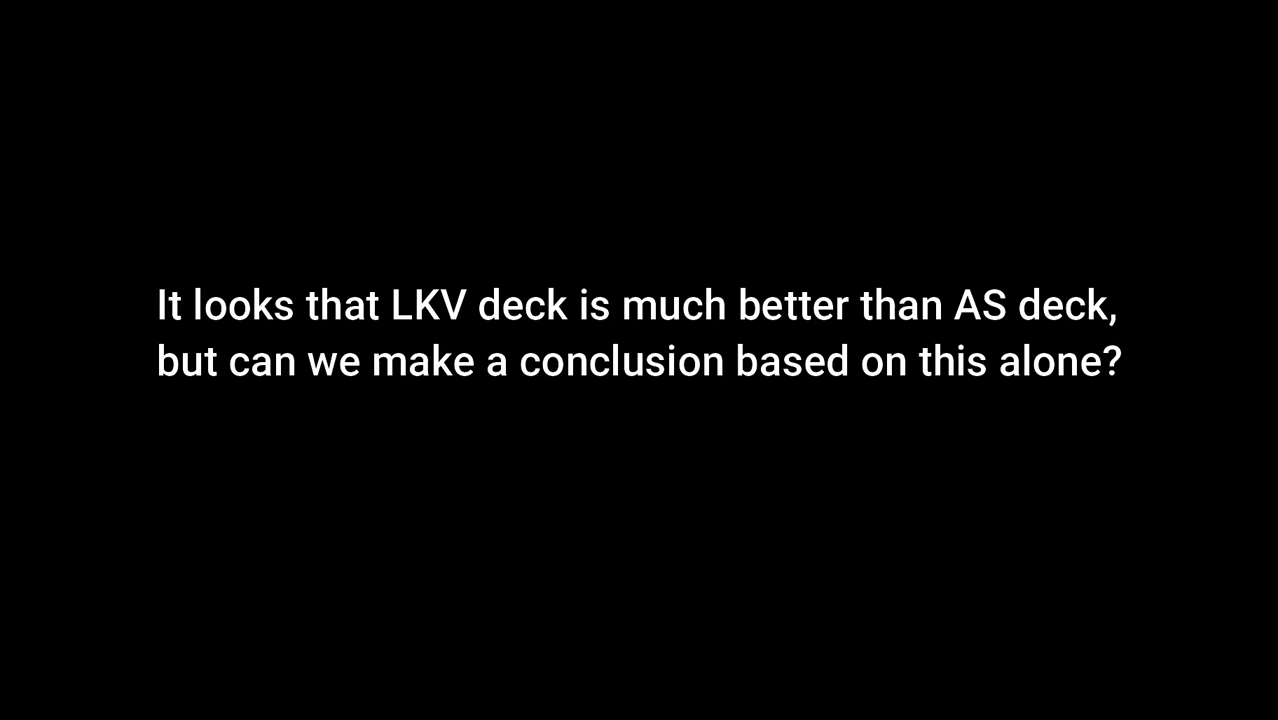 It looks that LKV deck is much better than AS deck,
but can we make a conclusion based on this alone?